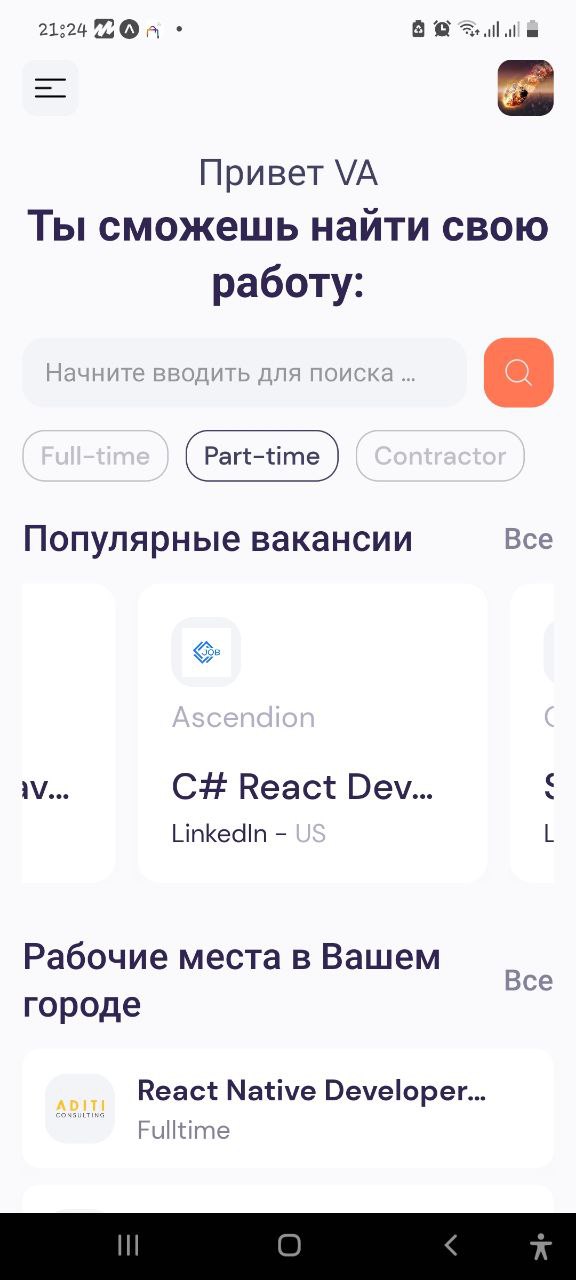 21:24
Привет VA
Ты сможешь найти свою
работу:
Начните вводить для поиска ...
Full-time
Part-time
Contractor
Популярные вакансии
Все
JOB
Ascendion
av...
C# React Dev...
LinkedIn - US
Рабочие места в Вашем
городе
Все
ADITI
CONSULTING
React Native Developer...
Fulltime